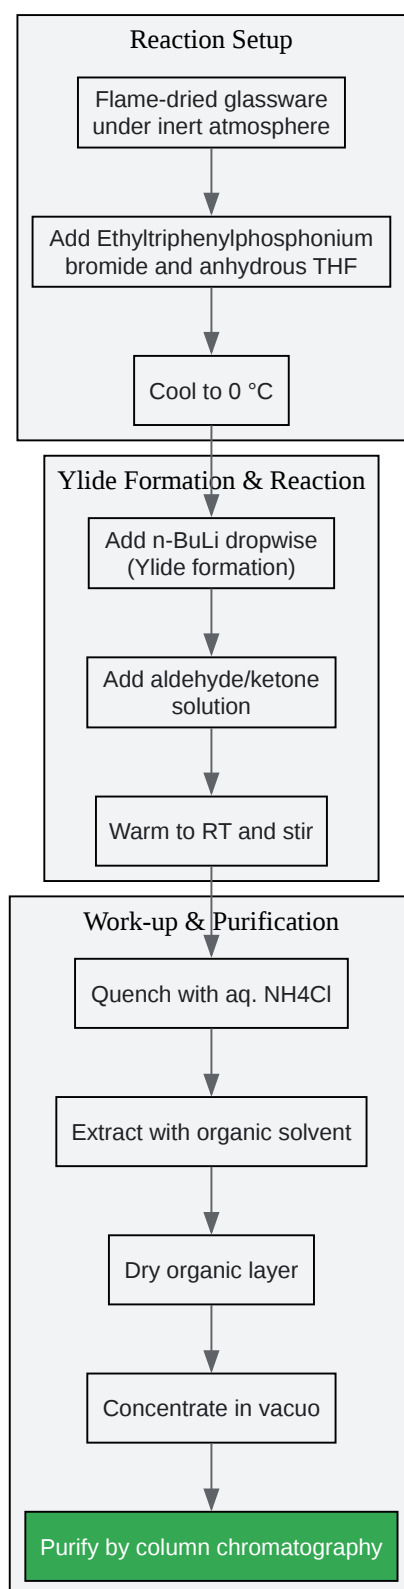 Reaction Setup
Flame-dried glassware
under inert atmosphere
Add Ethyltriphenylphosphonium
bromide and anhydrous THF
Cool to 0 °C
Ylide Formation & Reaction
Add n-BuLi dropwise
(Ylide formation)
Add aldehyde/ketone
solution
Warm to RT and stir
Work-up & Purification
Quench with aq. NH4Cl
Extract with organic solvent
Dry organic layer
Concentrate in vacuo
Purify by column chromatography